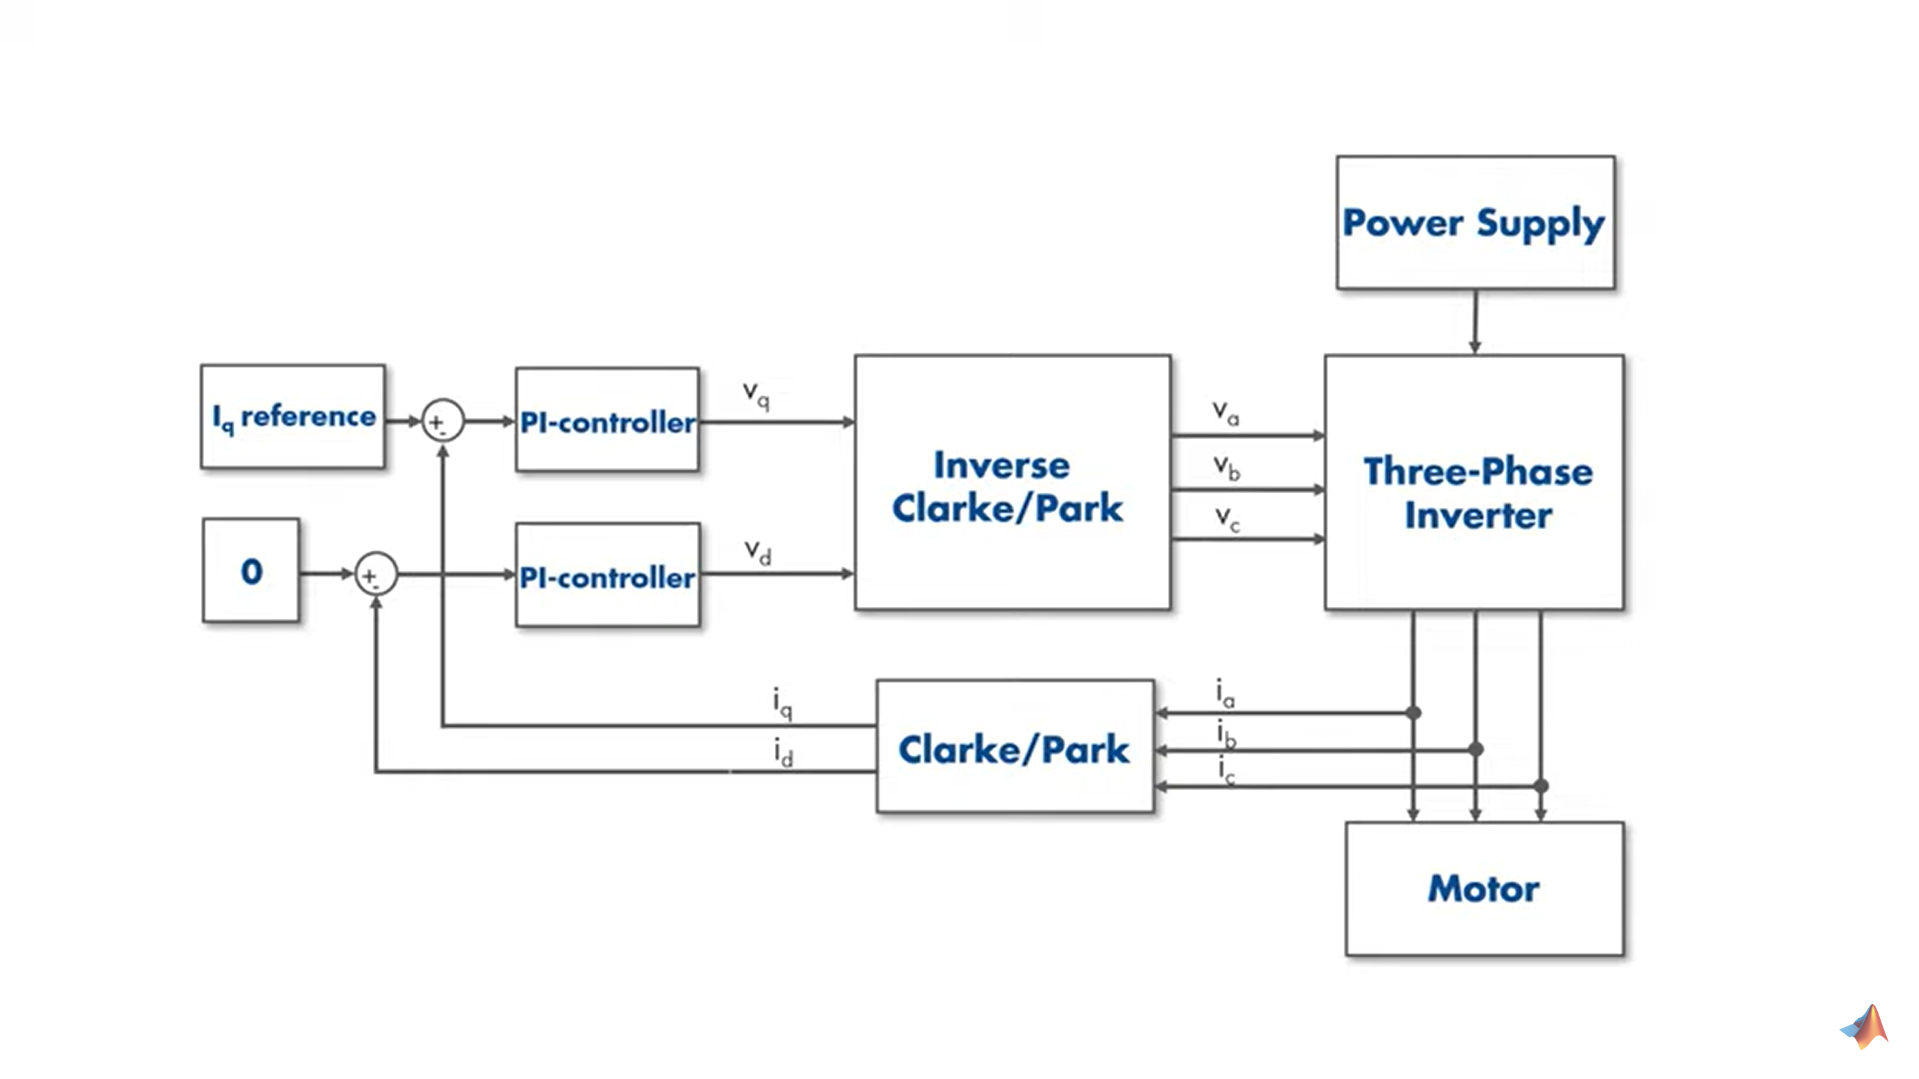 Power Supply
I_q reference
+
-
PI-controller
v_q
Inverse
Clarke/Park
v_a
v_b
v_c
Three-Phase
Inverter
0
+
-
PI-controller
v_d
i_q
i_d
Clarke/Park
i_a
i_b
i_c
Motor